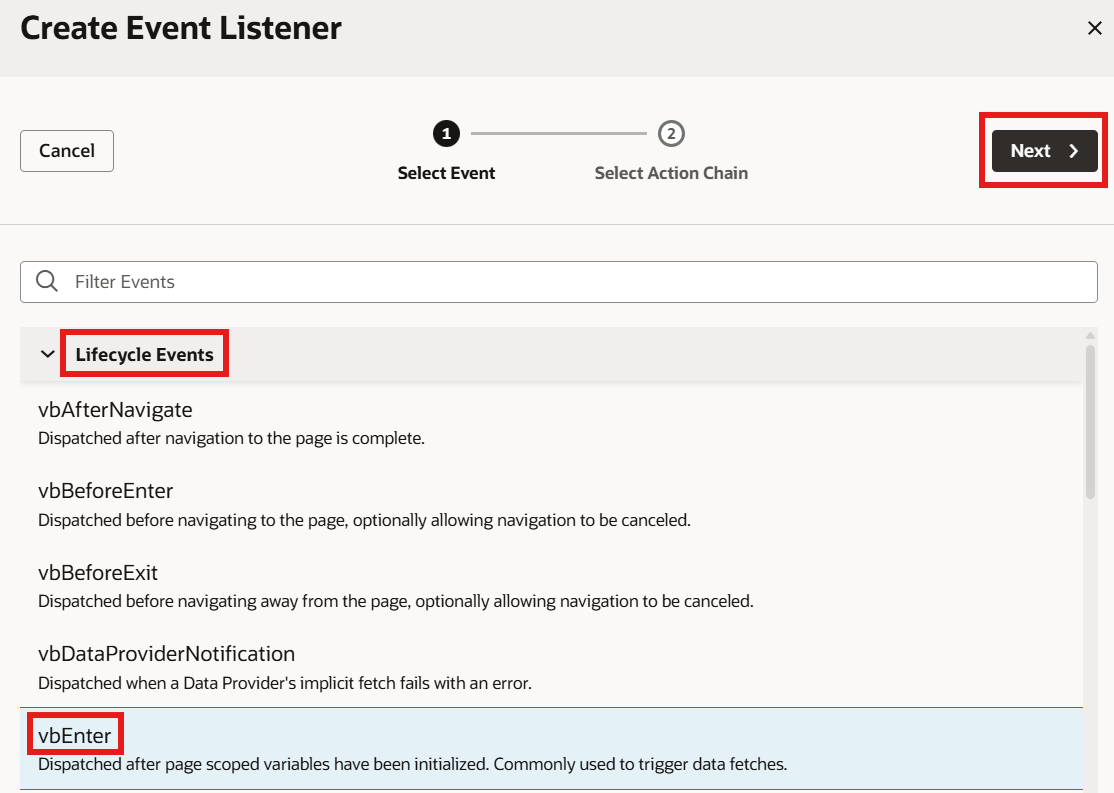 Create Event Listener
Cancel
1
2
Next
Select Event
Select Action Chain
Filter Events
Lifecycle Events
vbAfterNavigate
Dispatched after navigation to the page is complete.
vbBeforeEnter
Dispatched before navigating to the page, optionally allowing navigation to be canceled.
vbBeforeExit
Dispatched before navigating away from the page, optionally allowing navigation to be canceled.
vbDataProviderNotification
Dispatched when a Data Provider's implicit fetch fails with an error.
vbEnter
Dispatched after page scoped variables have been initialized. Commonly used to trigger data fetches.